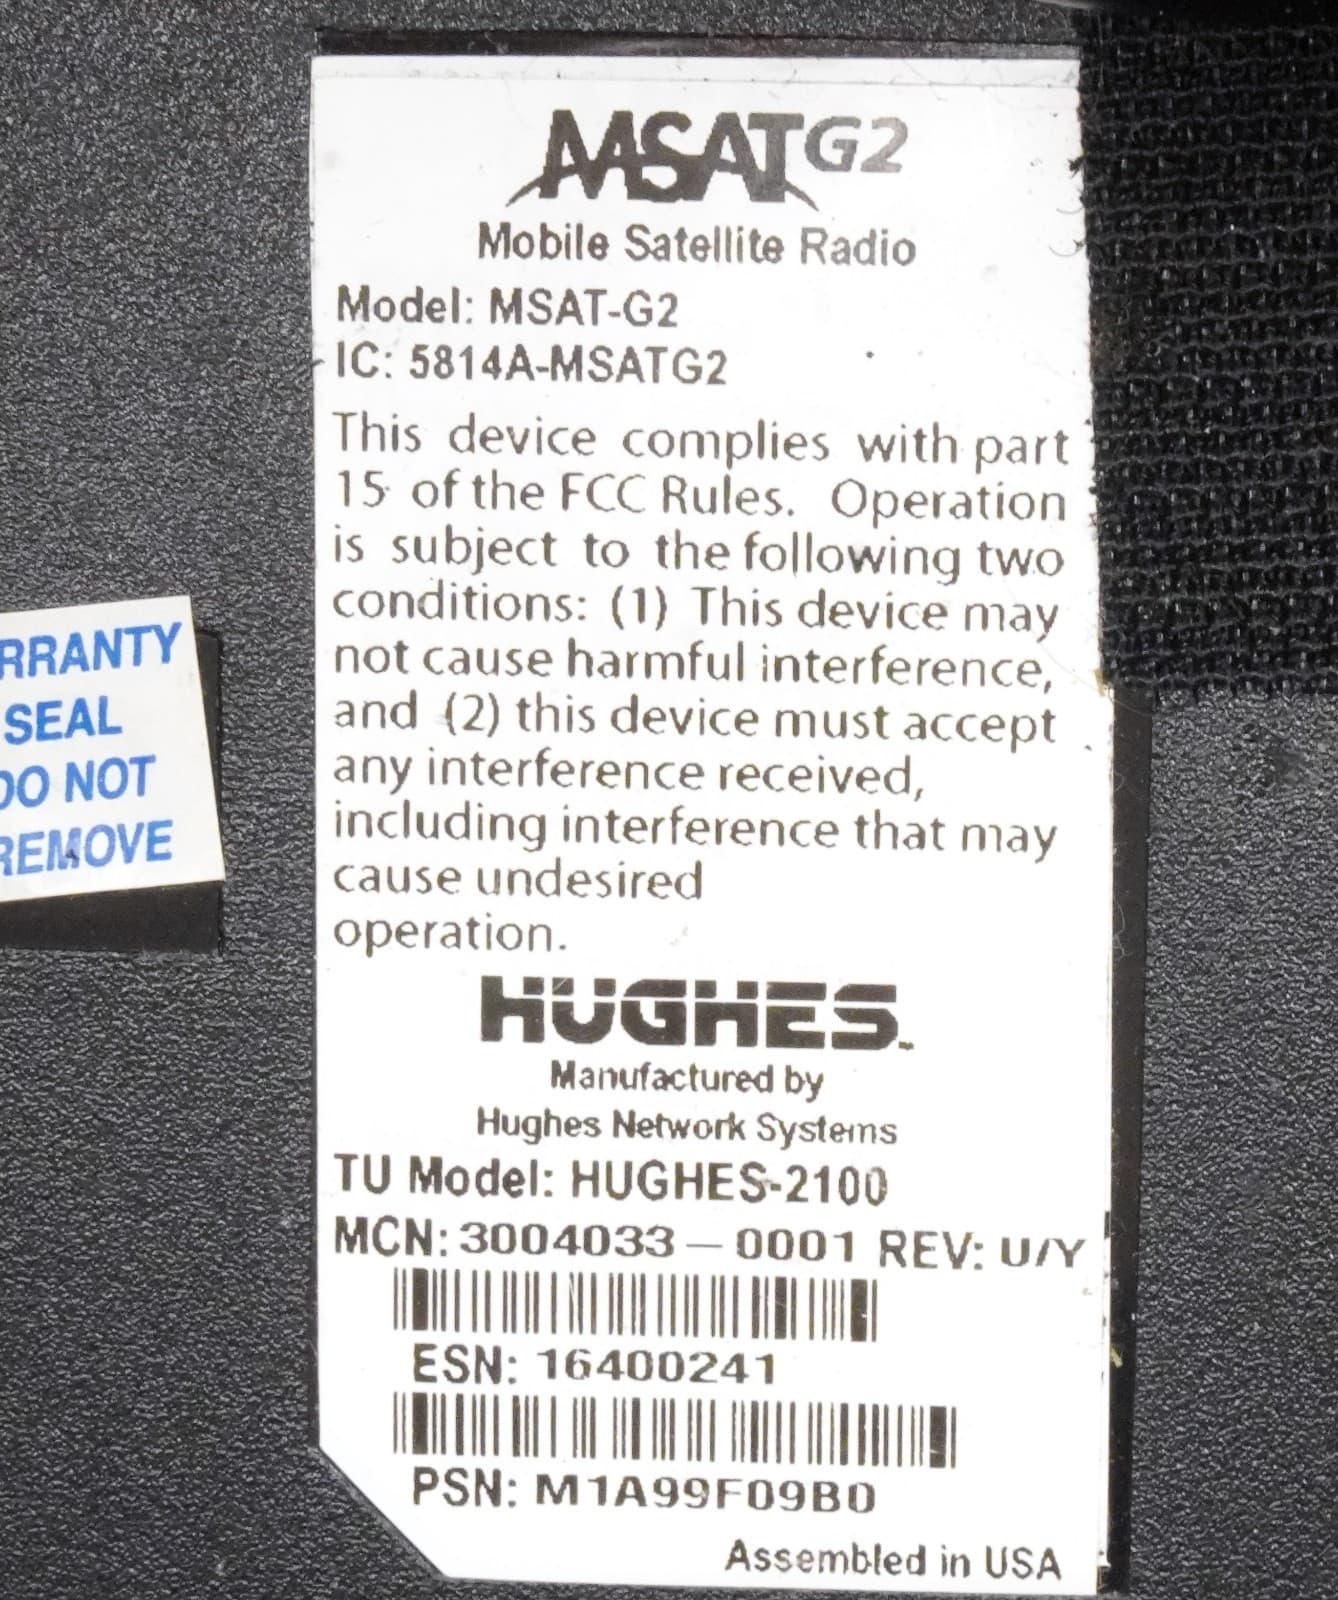 MSAT G2
Mobile Satellite Radio
Model: MSAT-G2
IC: 5814A-MSATG2
This device complies with part
15 of the FCC Rules. Operation
is subject to the following two
conditions: (1) This device may
not cause harmful interference,
and (2) this device must accept
any interference received,
including interference that may
cause undesired
operation.
HUGHES
Manufactured by
Hughes Network Systems
TU Model: HUGHES-2100
MCN: 3004033 – 0001 REV: U/Y
ESN: 16400241
PSN: M1A99F09B0
Assembled in USA
RRANTY
SEAL
DO NOT
REMOVE